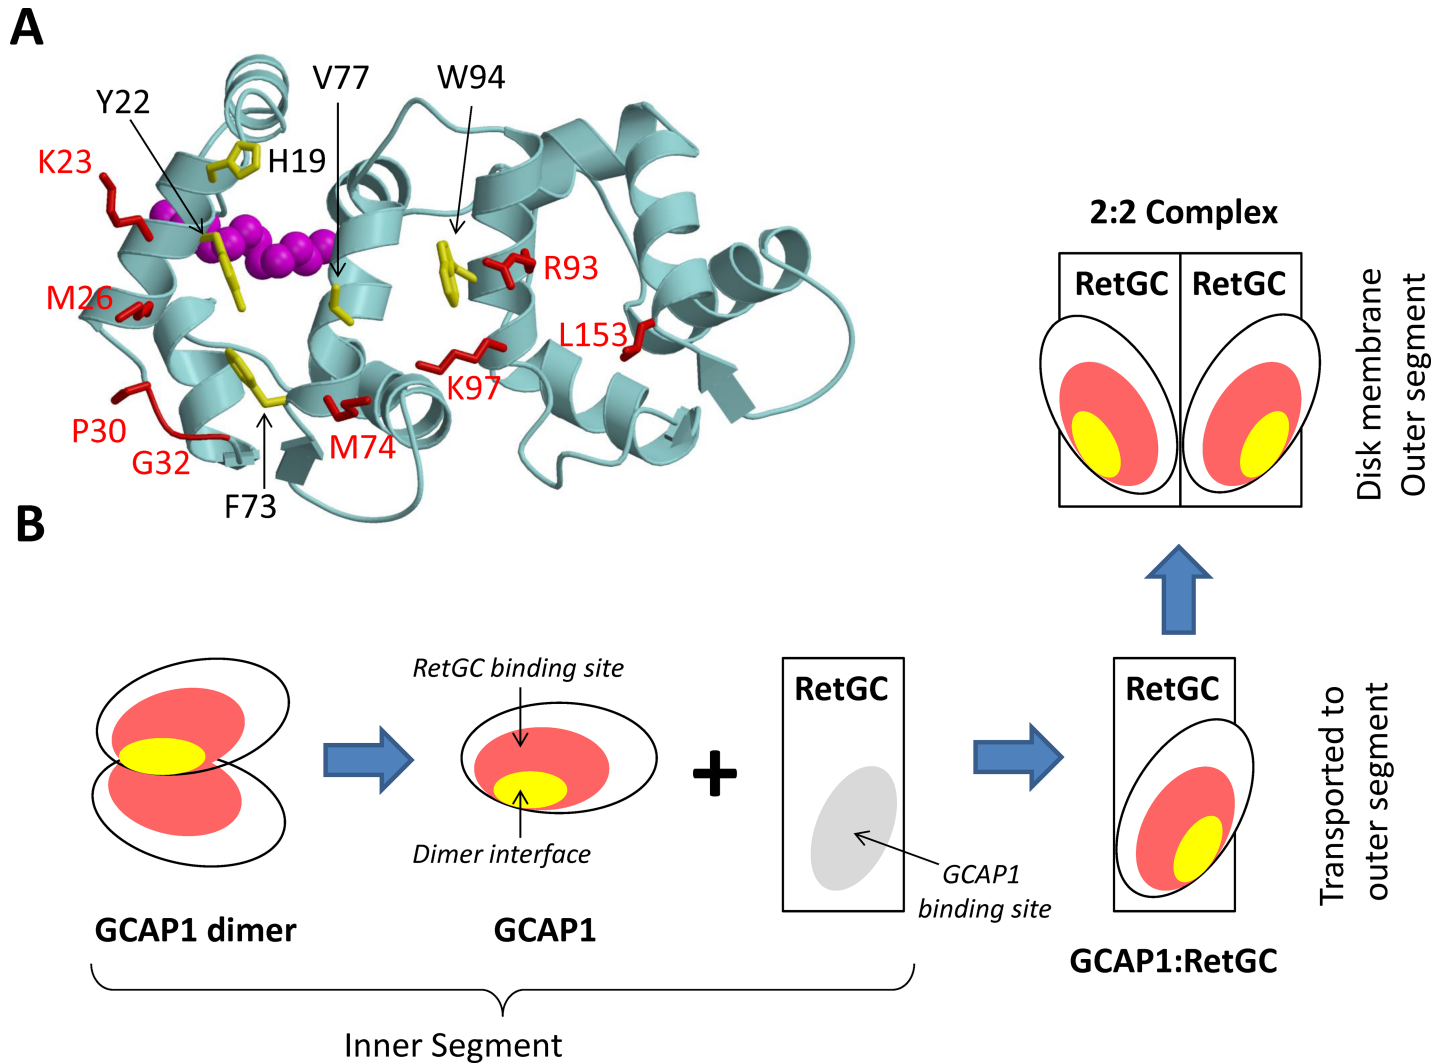 A
V77
W94
Y22
K23
H19
M26
R93
L153
K97
P30
G32
M74
F73
2:2 Complex
RetGC
RetGC
Disk membrane
Outer segment
B
RetGC binding site
Dimer interface
RetGC
GCAP1
binding site
RetGC
Transported to
outer segment
GCAP1 dimer
GCAP1
GCAP1:RetGC
Inner Segment